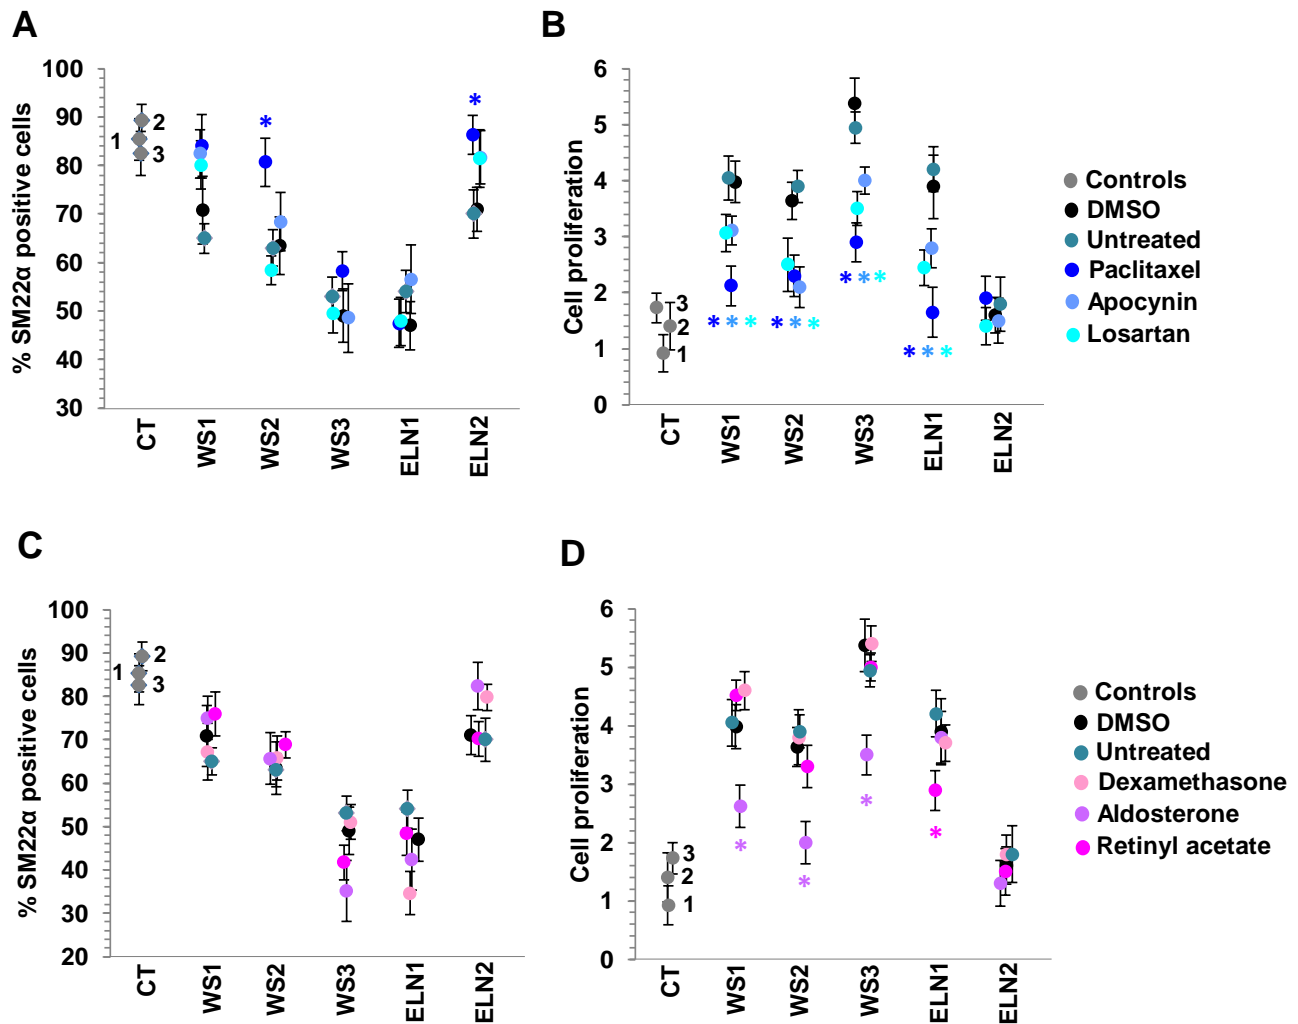 A
% SM22α positive cells
100
90
80
70
60
50
40
30
1
2
3
*
*
CT
WS1
WS2
WS3
ELN1
ELN2
B
Cell proliferation
6
5
4
3
2
1
0
3
2
1
* * *
* * *
* * *
* * *
CT
WS1
WS2
WS3
ELN1
ELN2
Controls
DMSO
Untreated
Paclitaxel
Apocynin
Losartan
C
% SM22α positive cells
100
90
80
70
60
50
40
30
20
1
2
3
CT
WS1
WS2
WS3
ELN1
ELN2
D
Cell proliferation
6
5
4
3
2
1
0
3
2
1
*
*
*
*
CT
WS1
WS2
WS3
ELN1
ELN2
Controls
DMSO
Untreated
Dexamethasone
Aldosterone
Retinyl acetate